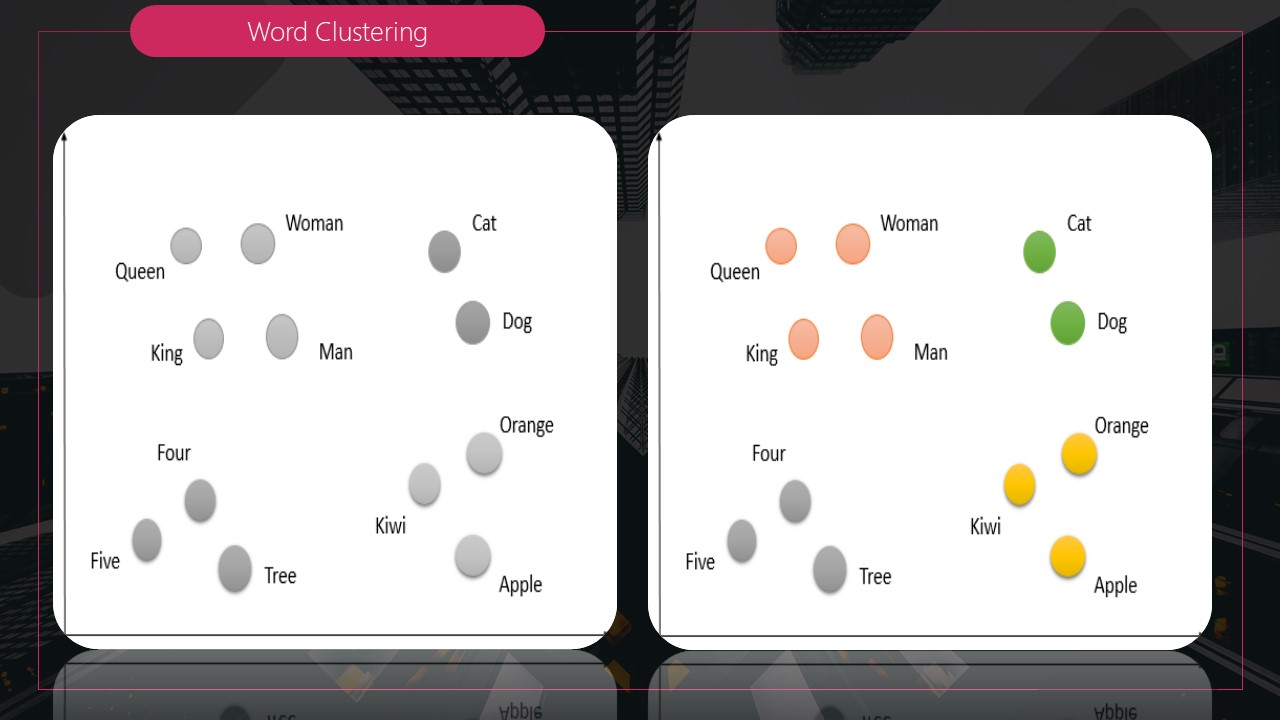 Word Clustering
Woman
Cat
Queen
Dog
King
Man
Orange
Four
Kiwi
Five
Tree
Apple
Woman
Cat
Queen
Dog
King
Man
Orange
Four
Kiwi
Five
Tree
Apple